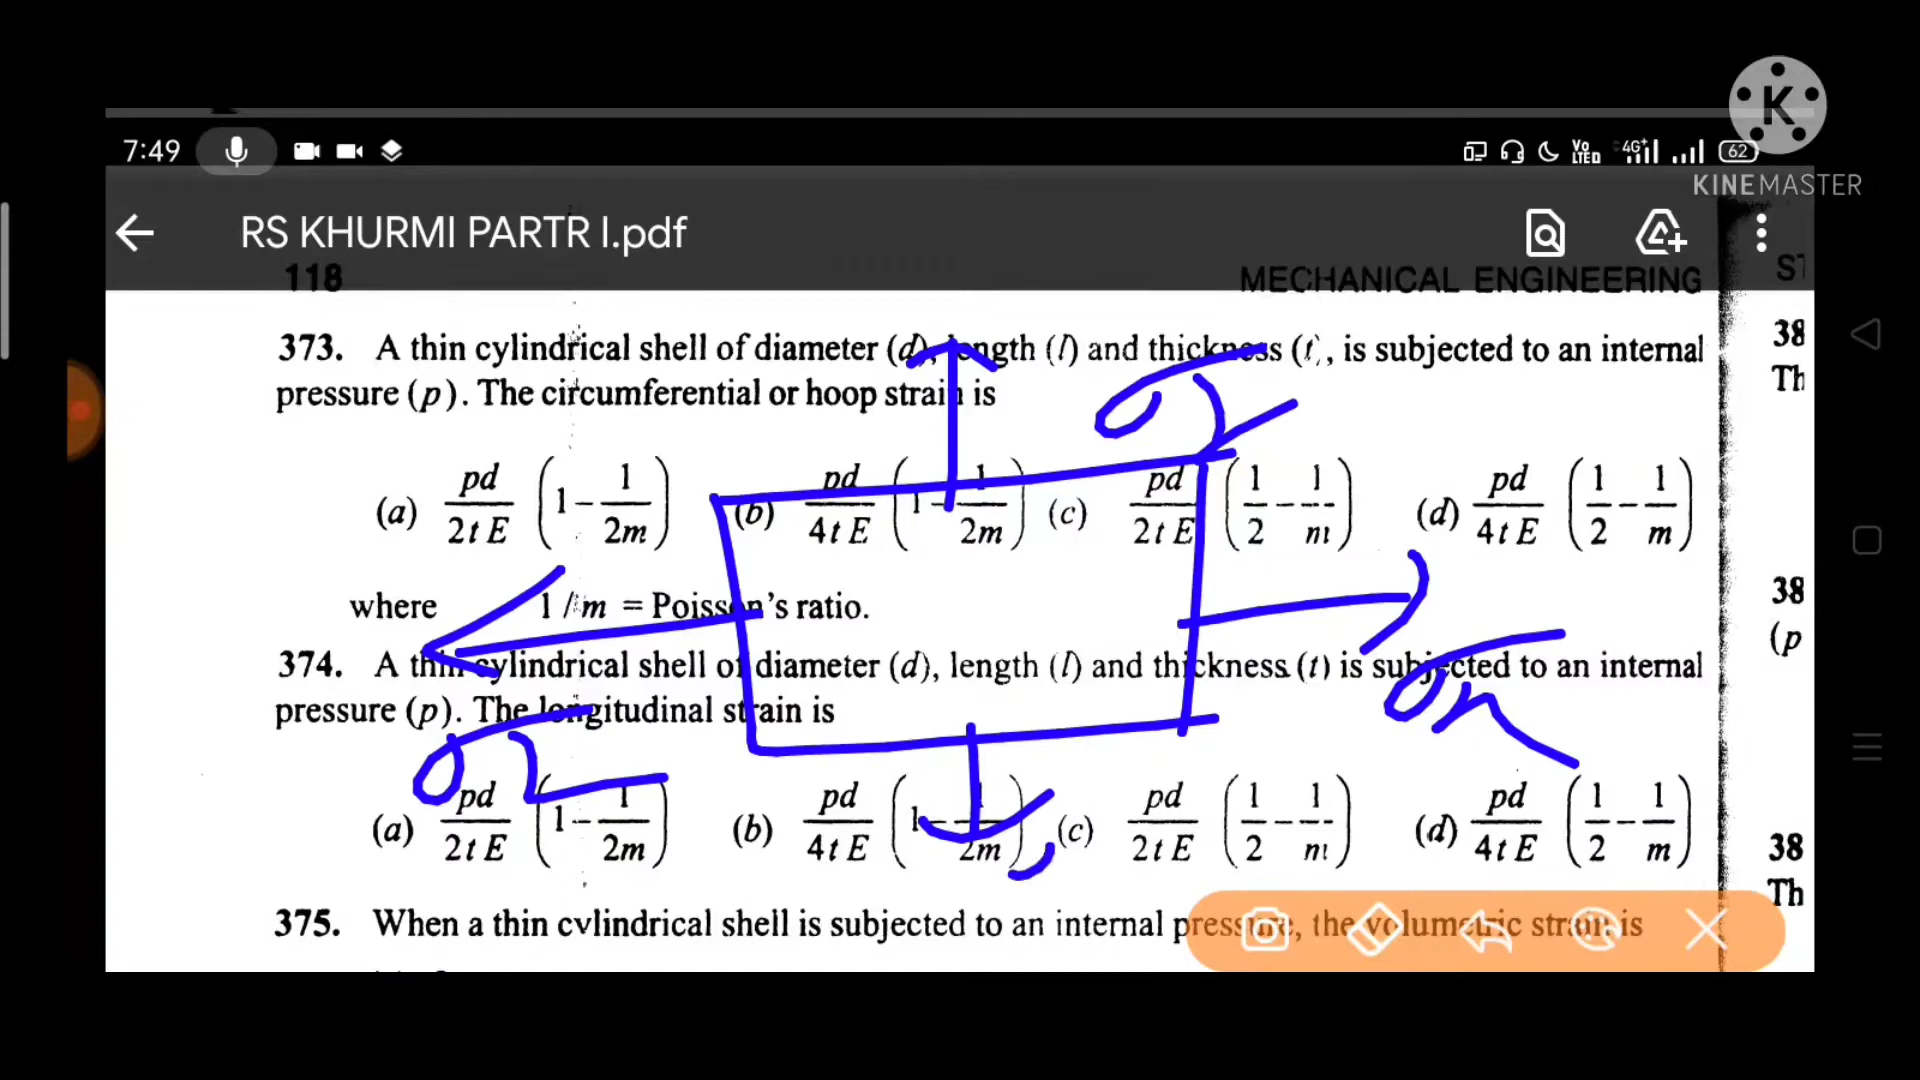 7:49
Vo LTED 4G+ 62
K
KINEMASTER
RS KHURMI PARTR I.pdf
118 MECHANICAL ENGINEERING ST
373. A thin cylindrical shell of diameter (d), length (l) and thickness (t), is subjected to an internal
pressure (p). The circumferential or hoop strain is
(a) pd/2tE (1 − 1/2m) (b) pd/4tE (1 − 1/2m) (c) pd/2tE (1/2 − 1/m) (d) pd/4tE (1/2 − 1/m)
where 1/m = Poisson's ratio.
374. A thin cylindrical shell of diameter (d), length (l) and thickness (t) is subjected to an internal
pressure (p). The longitudinal strain is
(a) pd/2tE (1 − 1/2m) (b) pd/4tE (1 − 1/2m) (c) pd/2tE (1/2 − 1/m) (d) pd/4tE (1/2 − 1/m)
375. When a thin cylindrical shell is subjected to an internal pressure, the volumetric strain is
38
Th
38
(p
38
Th